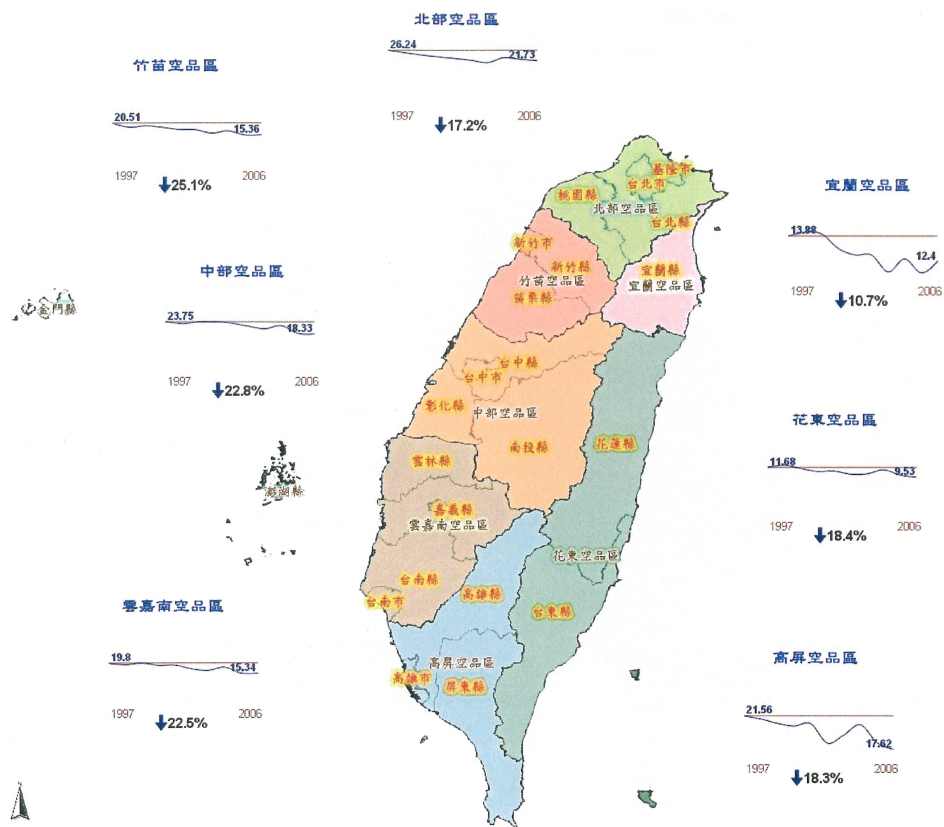 北部空品區
26.24
21.73
1997
2006
17.2%
竹苗空品區
20.51
15.36
1997
2006
25.1%
中部空品區
23.75
18.33
1997
2006
22.8%
雲嘉南空品區
19.8
15.34
1997
2006
22.5%
宜蘭空品區
13.88
12.4
1997
2006
10.7%
花東空品區
11.68
9.53
1997
2006
18.4%
高屏空品區
21.56
17.62
1997
2006
18.3%
基隆市
台北市
桃園縣
北部空品區
台北縣
新竹市
新竹縣
竹苗空品區
苗栗縣
宜蘭縣
宜蘭空品區
金門縣
台中縣
台中市
彰化縣
中部空品區
南投縣
花蓮縣
雲林縣
澎湖縣
嘉義縣
雲嘉南空品區
花東空品區
台南縣
台南市
高雄縣
台東縣
高屏空品區
高雄市
屏東縣